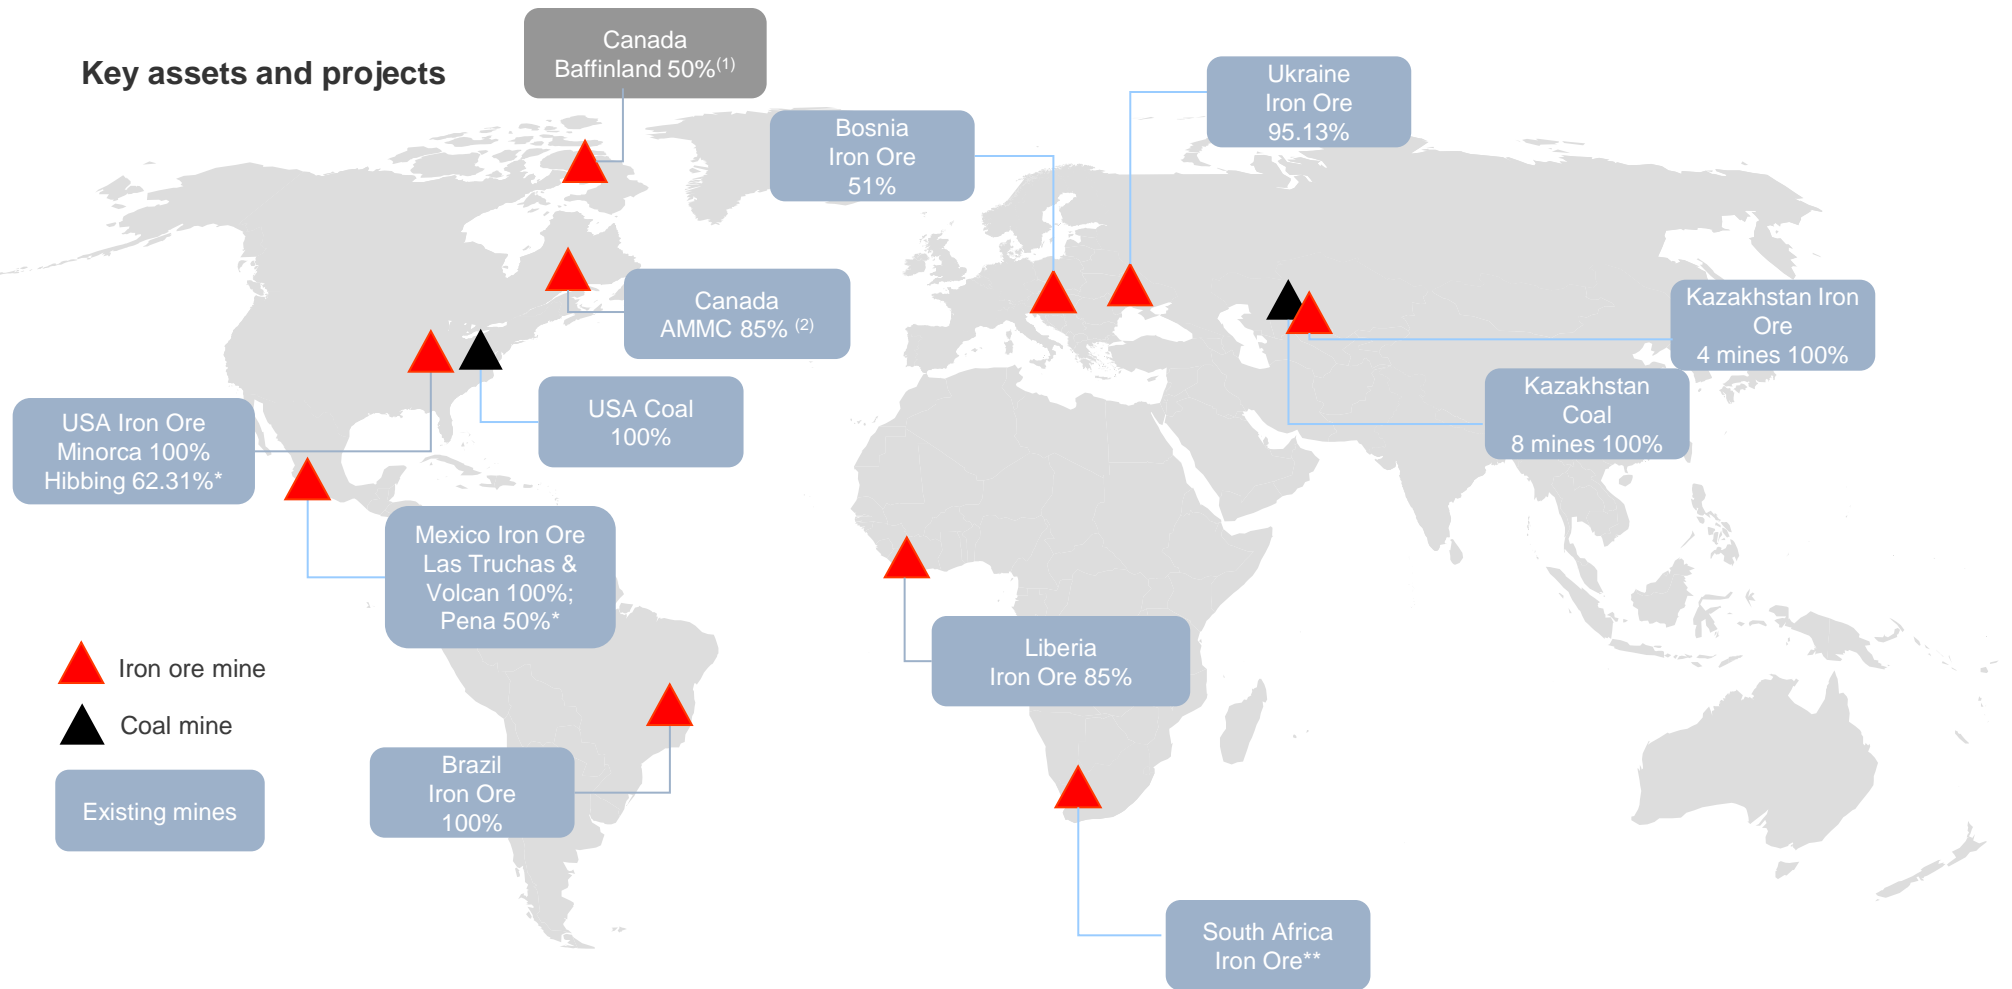 Key assets and projects
Canada
Baffinland 50%(1)
Ukraine
Iron Ore
95.13%
Bosnia
Iron Ore
51%
Canada
AMMC 85% (2)
Kazakhstan Iron
Ore
4 mines 100%
Kazakhstan
Coal
8 mines 100%
USA Coal
100%
USA Iron Ore
Minorca 100%
Hibbing 62.31%*
Mexico Iron Ore
Las Truchas &
Volcan 100%;
Pena 50%*
Liberia
Iron Ore 85%
Iron ore mine
Coal mine
Existing mines
Brazil
Iron Ore
100%
South Africa
Iron Ore**